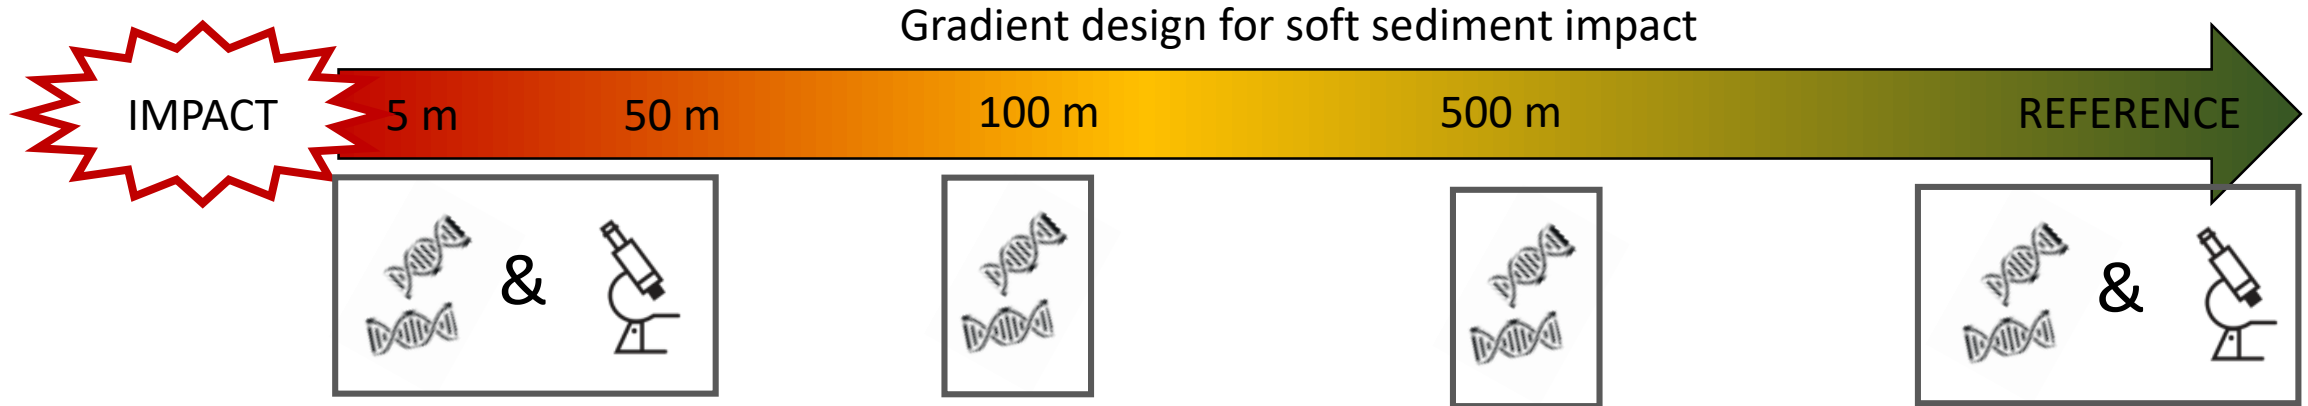 Gradient design for soft sediment impact
IMPACT 5 m 50 m 100 m 500 m REFERENCE
& &